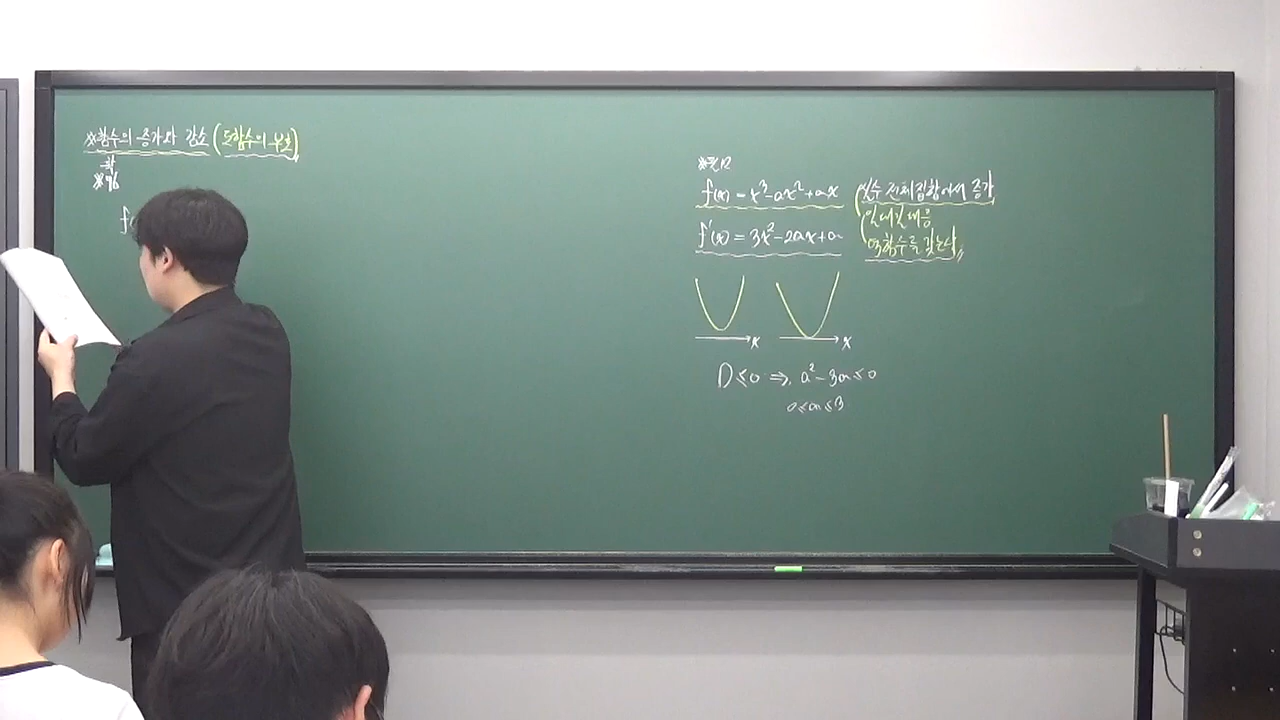 ※함수의 증가와 감소 (도함수의 부호)
※96
f(
f(x) = x³-ax²+ax
실수 전체집합에서 증가
f'(x) = 3x²-2ax+a
일대일대응
역함수를 갖는다
x
x
D≤0 ⇒ a²-3a≤0
0≤a≤3